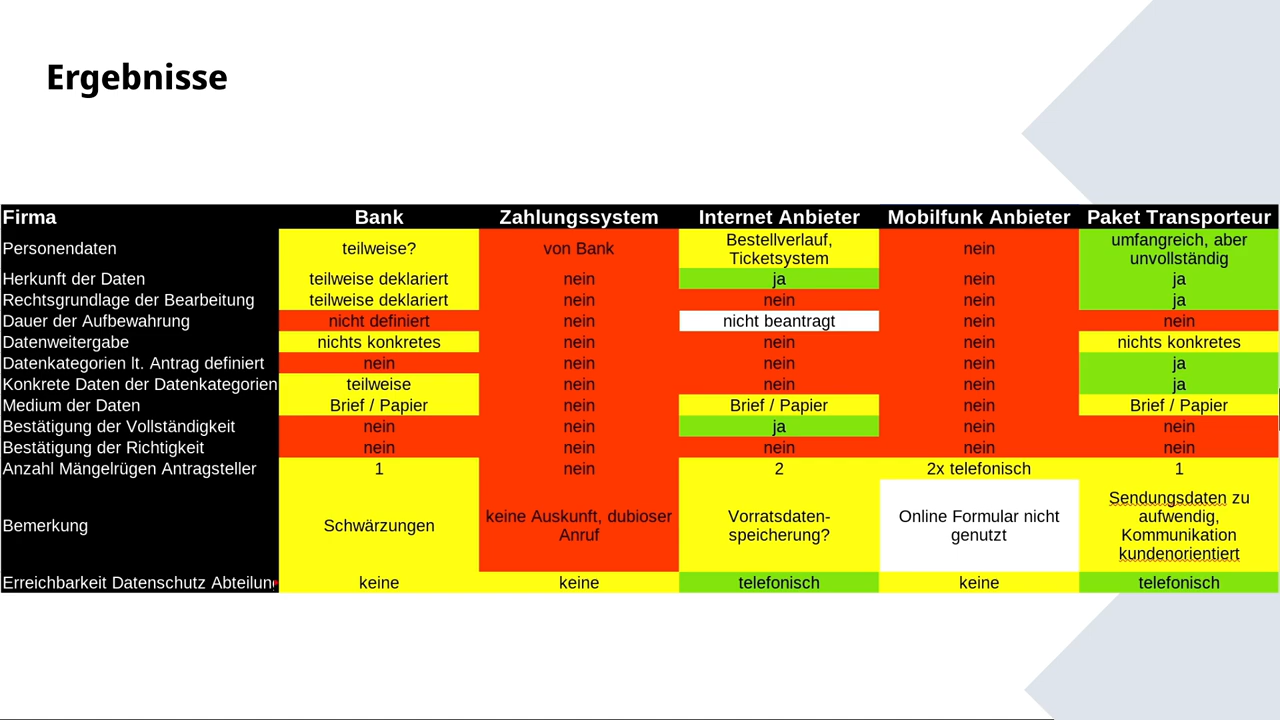 Ergebnisse
Firma Bank Zahlungssystem Internet Anbieter Mobilfunk Anbieter Paket Transporteur
Personendaten teilweise? von Bank Bestellverlauf, Ticketsystem nein umfangreich, aber unvollständig
Herkunft der Daten teilweise deklariert nein ja nein ja
Rechtsgrundlage der Bearbeitung teilweise deklariert nein nein nein ja
Dauer der Aufbewahrung nicht definiert nein nicht beantragt nein nein
Datenweitergabe nichts konkretes nein nein nein nichts konkretes
Datenkategorien lt. Antrag definiert nein nein nein nein ja
Konkrete Daten der Datenkategorien teilweise nein nein nein ja
Medium der Daten Brief / Papier nein Brief / Papier nein Brief / Papier
Bestätigung der Vollständigkeit nein nein ja nein nein
Bestätigung der Richtigkeit nein nein nein nein nein
Anzahl Mängelrügen Antragsteller 1 nein 2 2x telefonisch 1
Bemerkung Schwärzungen keine Auskunft, dubioser Anruf Vorratsdaten-speicherung? Online Formular nicht genutzt Sendungsdaten zu aufwendig, Kommunikation kundenorientiert
Erreichbarkeit Datenschutz Abteilun keine keine telefonisch keine telefonisch